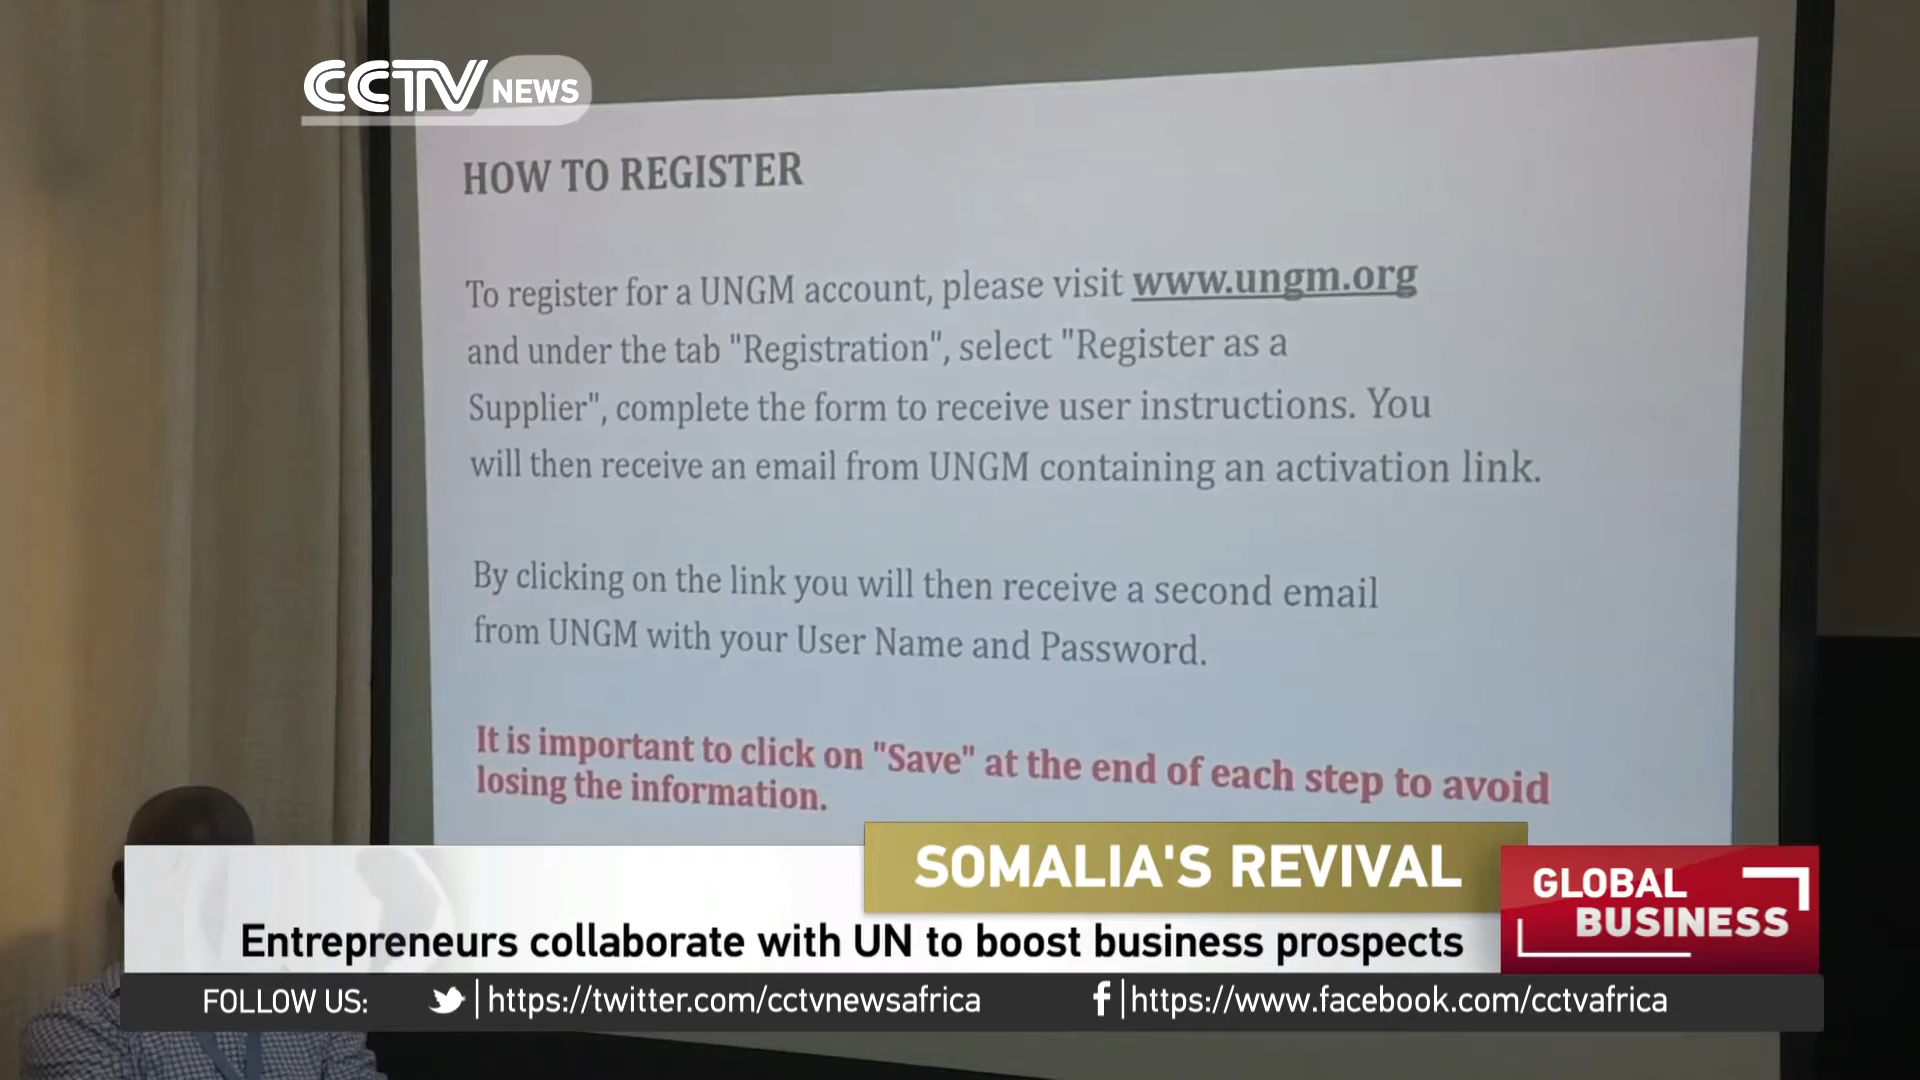 CCTV NEWS
HOW TO REGISTER
To register for a UNGM account, please visit www.ungm.org
and under the tab "Registration", select "Register as a
Supplier", complete the form to receive user instructions. You
will then receive an email from UNGM containing an activation link.
By clicking on the link you will then receive a second email
from UNGM with your User Name and Password.
It is important to click on "Save" at the end of each step to avoid
losing the information.
SOMALIA'S REVIVAL
Entrepreneurs collaborate with UN to boost business prospects
GLOBAL
BUSINESS
FOLLOW US: |https://twitter.com/cctvnewsafrica |https://www.facebook.com/cctvafrica